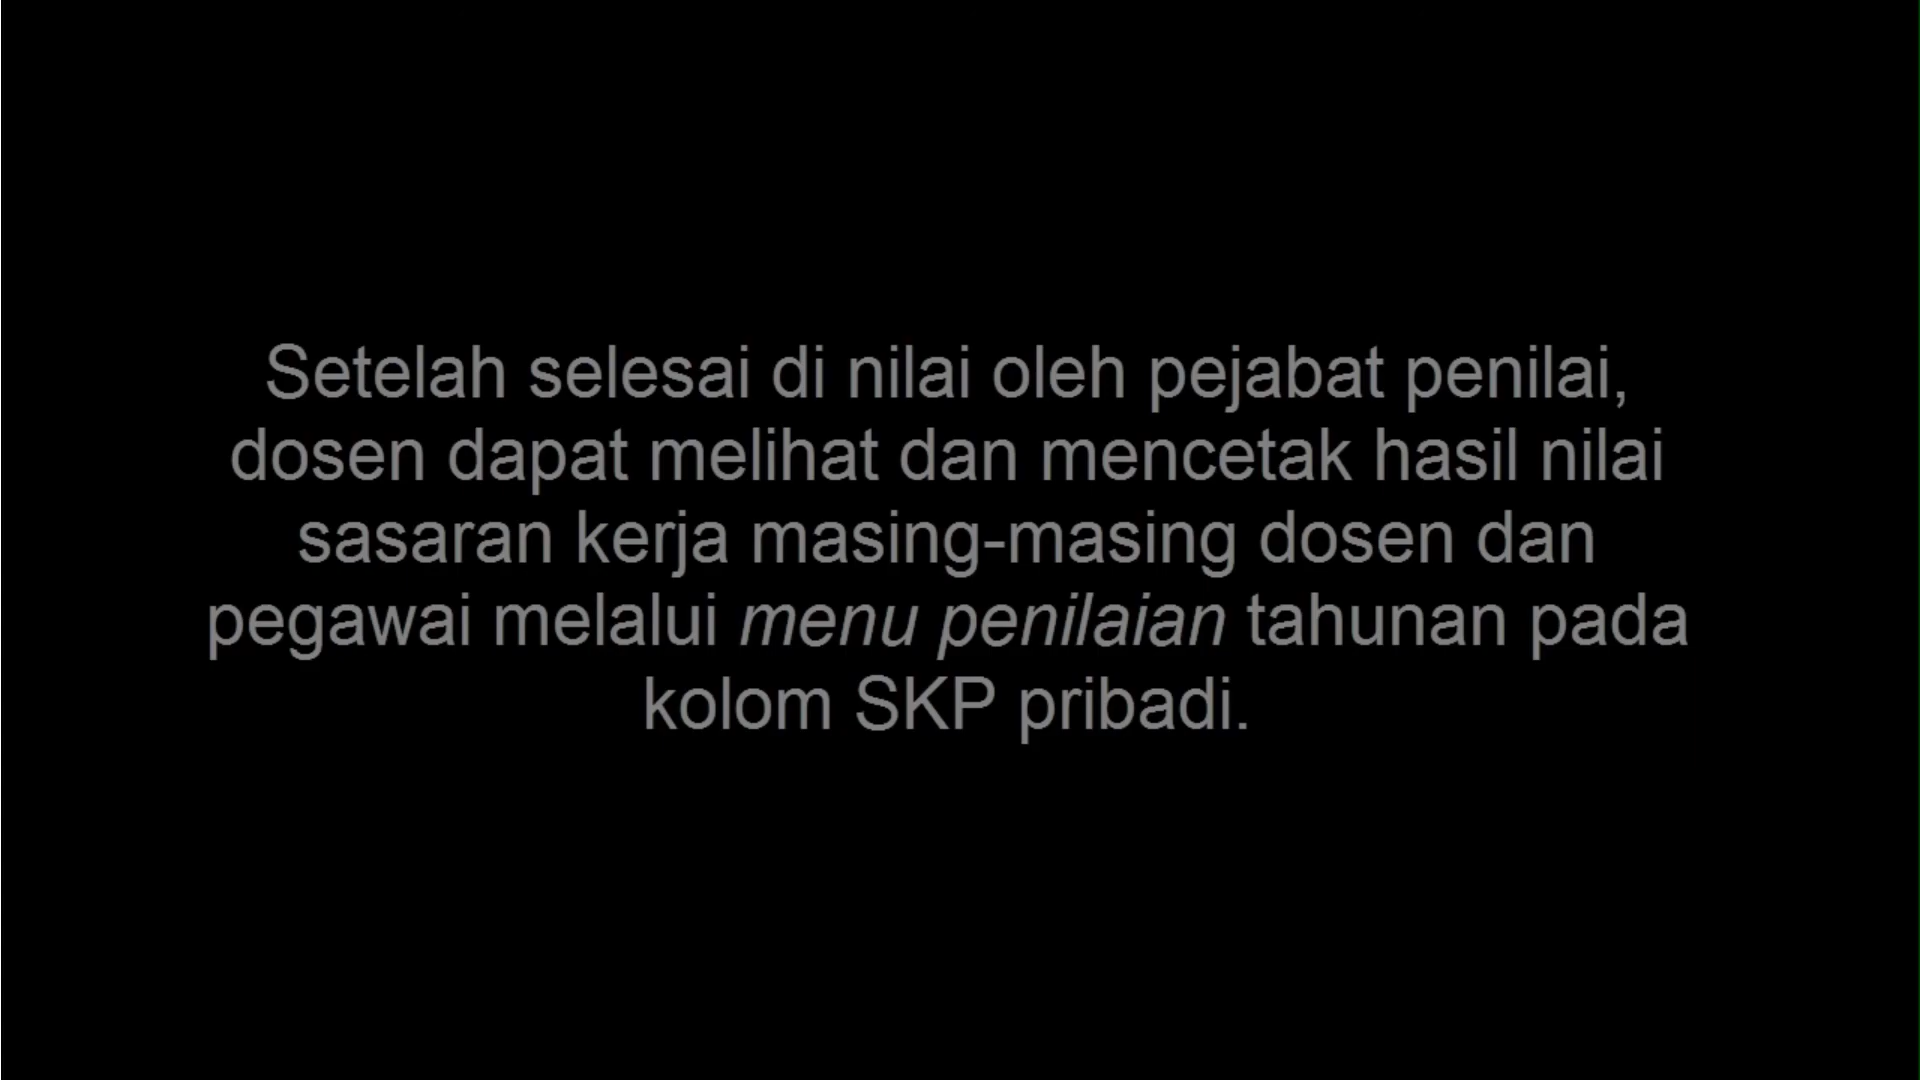 Setelah selesai di nilai oleh pejabat penilai,
dosen dapat melihat dan mencetak hasil nilai
sasaran kerja masing-masing dosen dan
pegawai melalui menu penilaian tahunan pada
kolom SKP pribadi.